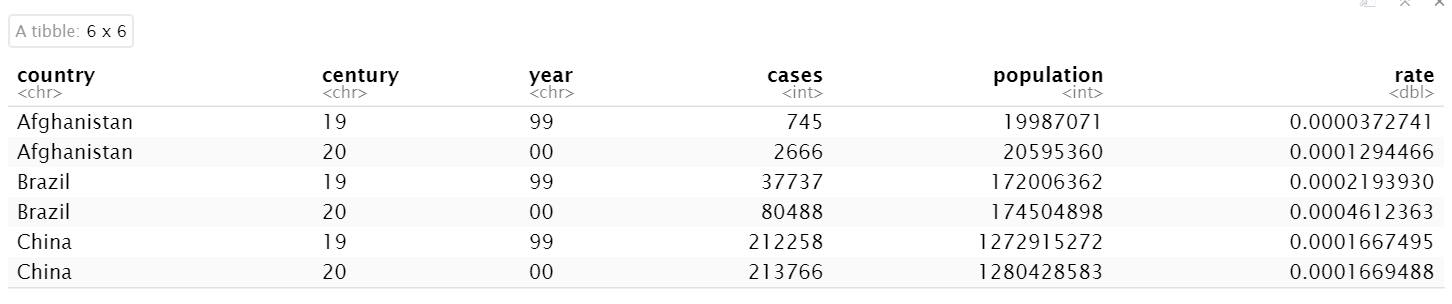 A tibble: 6 x 6
country century year cases population rate
<chr> <chr> <chr> <int> <int> <dbl>
Afghanistan 19 99 745 19987071 0.0000372741
Afghanistan 20 00 2666 20595360 0.0001294466
Brazil 19 99 37737 172006362 0.0002193930
Brazil 20 00 80488 174504898 0.0004612363
China 19 99 212258 1272915272 0.0001667495
China 20 00 213766 1280428583 0.0001669488